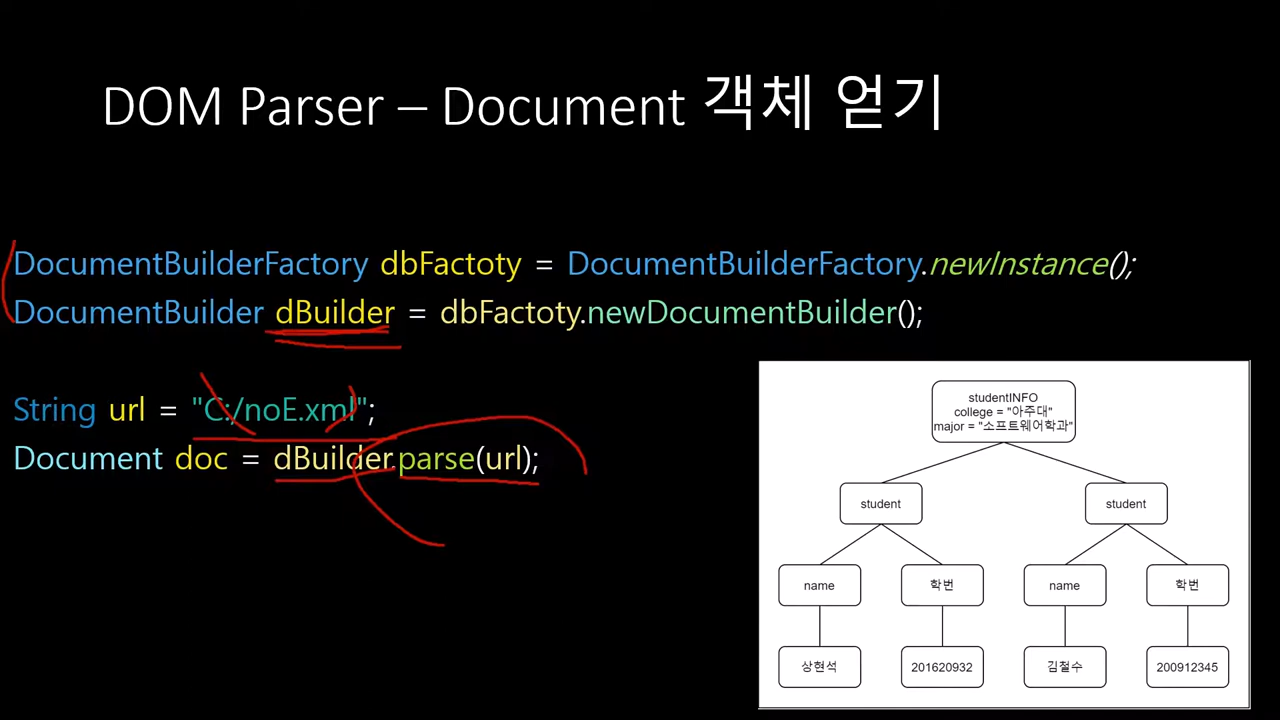 DOM Parser – Document 객체 얻기
DocumentBuilderFactory dbFactoty = DocumentBuilderFactory.newInstance();
DocumentBuilder dBuilder = dbFactoty.newDocumentBuilder();
String url = "C:/noE.xml";
Document doc = dBuilder.parse(url);
studentINFO
college = "아주대"
major = "소프트웨어학과"
student student
name 학번 name 학번
상현석 201620932 김철수 200912345